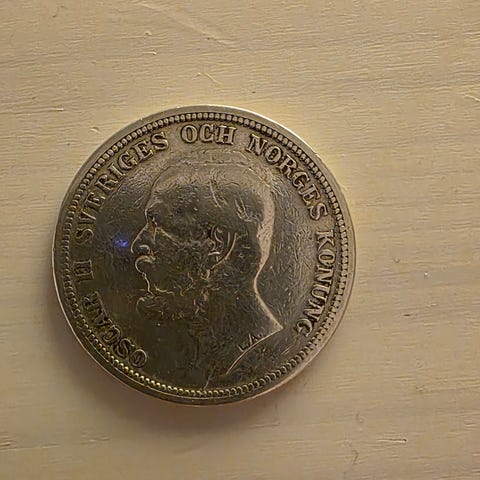 OSCAR II SVERIGES OCH NORGES KONUNG
L.A.